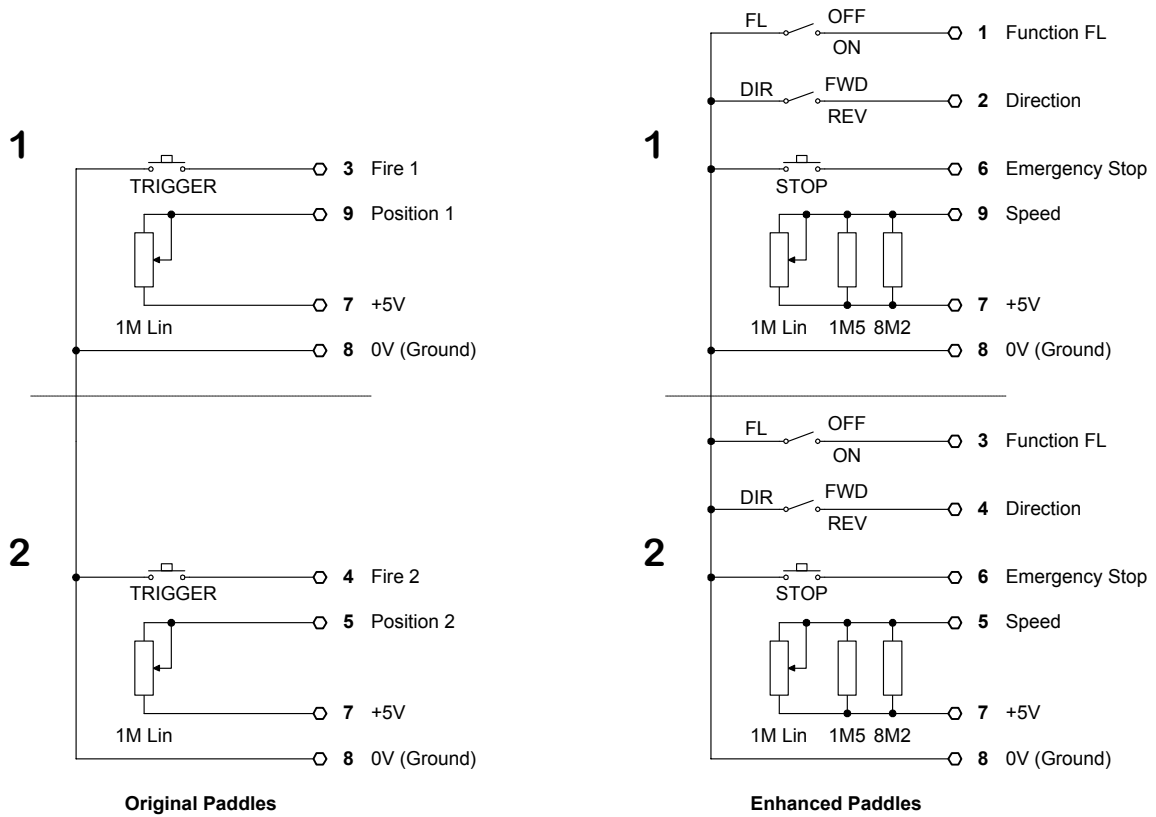 1
TRIGGER
3 Fire 1
9 Position 1
1M Lin
7 +5V
8 0V (Ground)
2
TRIGGER
4 Fire 2
5 Position 2
1M Lin
7 +5V
8 0V (Ground)
Original Paddles
FL OFF
ON
1 Function FL
DIR FWD
REV
2 Direction
1
STOP
6 Emergency Stop
9 Speed
1M Lin 1M5 8M2
7 +5V
8 0V (Ground)
FL OFF
ON
3 Function FL
DIR FWD
REV
4 Direction
2
STOP
6 Emergency Stop
5 Speed
1M Lin 1M5 8M2
7 +5V
8 0V (Ground)
Enhanced Paddles